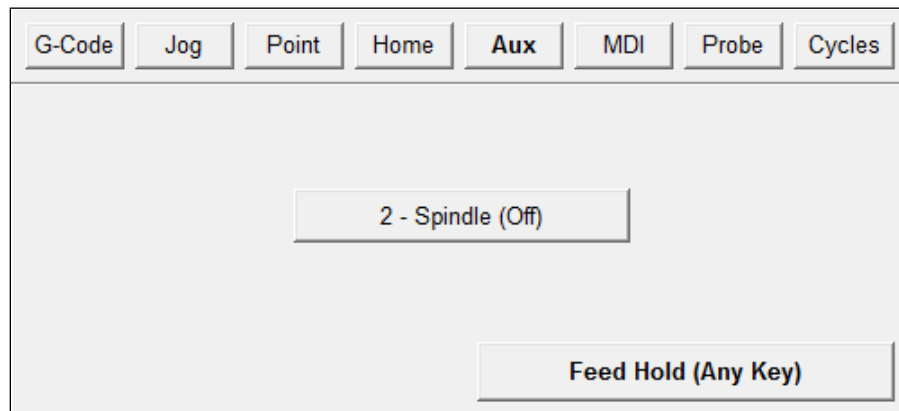 G-Code Jog Point Home Aux MDI Probe Cycles
2 - Spindle (Off)
Feed Hold (Any Key)